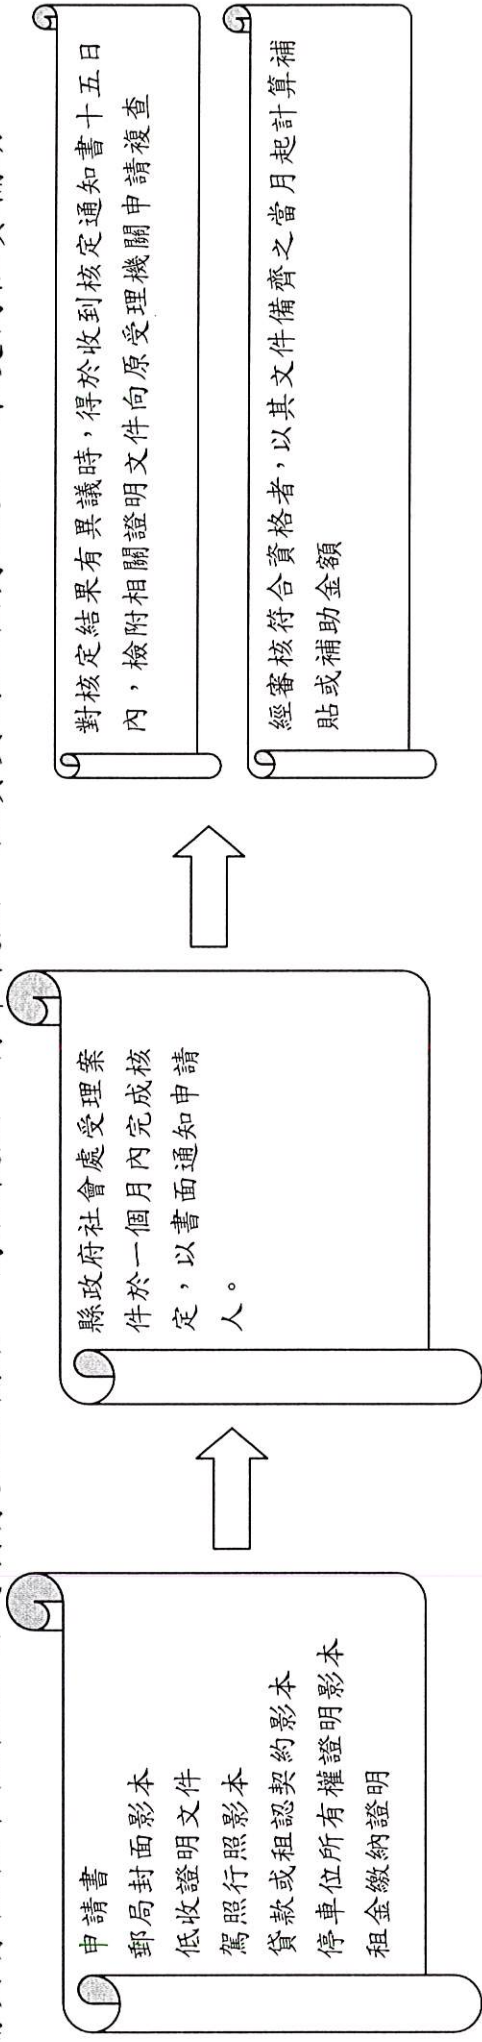 申請書
郵局封面影本
低收證明文件
駕照行照影本
貸款或租認契約影本
停車位所有權證明影本
租金繳納證明
縣政府社會處受理案
件於一個月內完成核
定，以書面通知申請
人。
對核定結果有異議時，得於收到核定通知書十五日
內，檢附相關證明文件向原受理機關申請複查
經審核符合資格者，以其文件備齊之當月起計算補
貼或補助金額